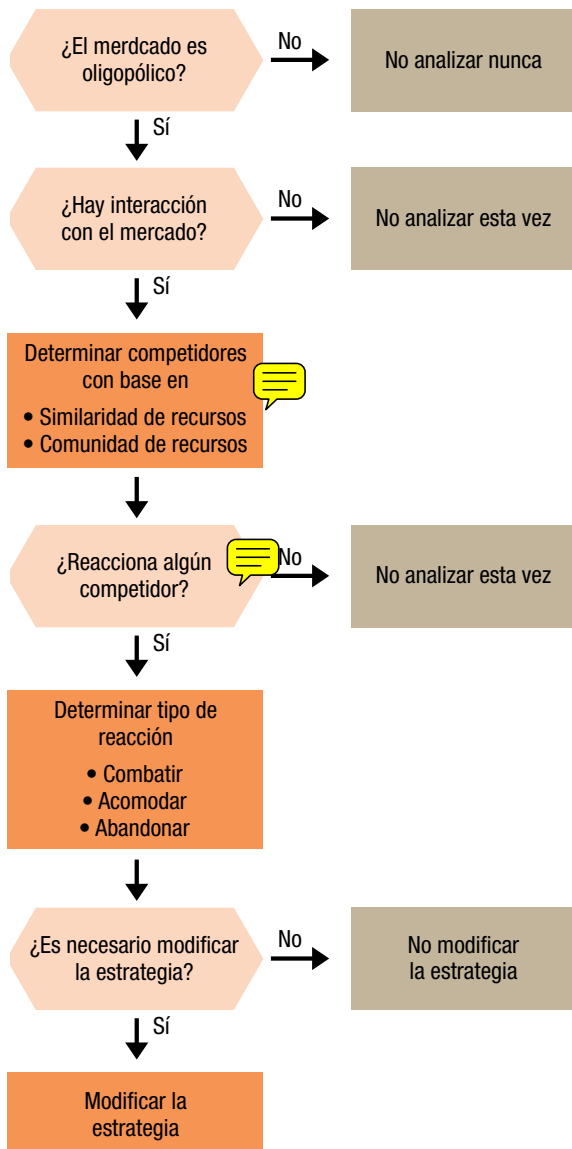 ¿El merdcado es
oligopólico?
No
No analizar nunca
Sí
¿Hay interacción
con el mercado?
No
No analizar esta vez
Sí
Determinar competidores
con base en
• Similaridad de recursos
• Comunidad de recursos
¿Reacciona algún
competidor?
No
No analizar esta vez
Sí
Determinar tipo de
reacción
• Combatir
• Acomodar
• Abandonar
¿Es necesario modificar
la estrategia?
No
No modificar
la estrategia
Sí
Modificar la
estrategia